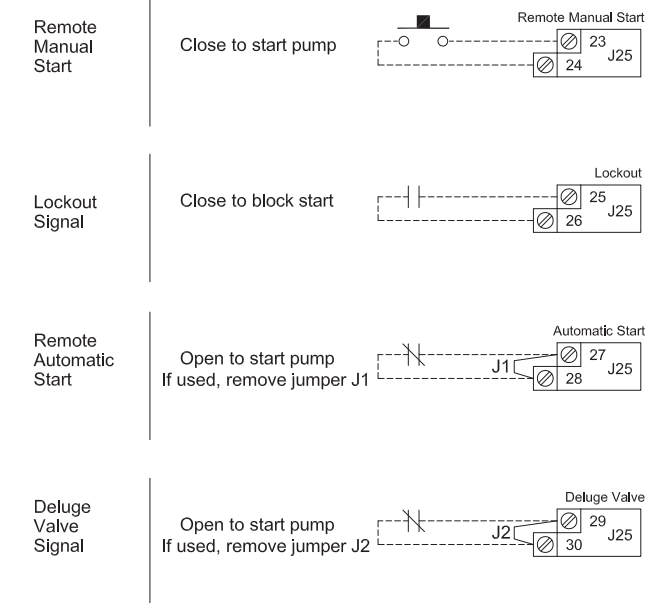 Remote
Manual
Start
Close to start pump
Remote Manual Start
23
24
J25
Lockout
Signal
Close to block start
Lockout
25
26
J25
Remote
Automatic
Start
Open to start pump
If used, remove jumper J1
J1
Automatic Start
27
28
J25
Deluge
Valve
Signal
Open to start pump
If used, remove jumper J2
J2
Deluge Valve
29
30
J25